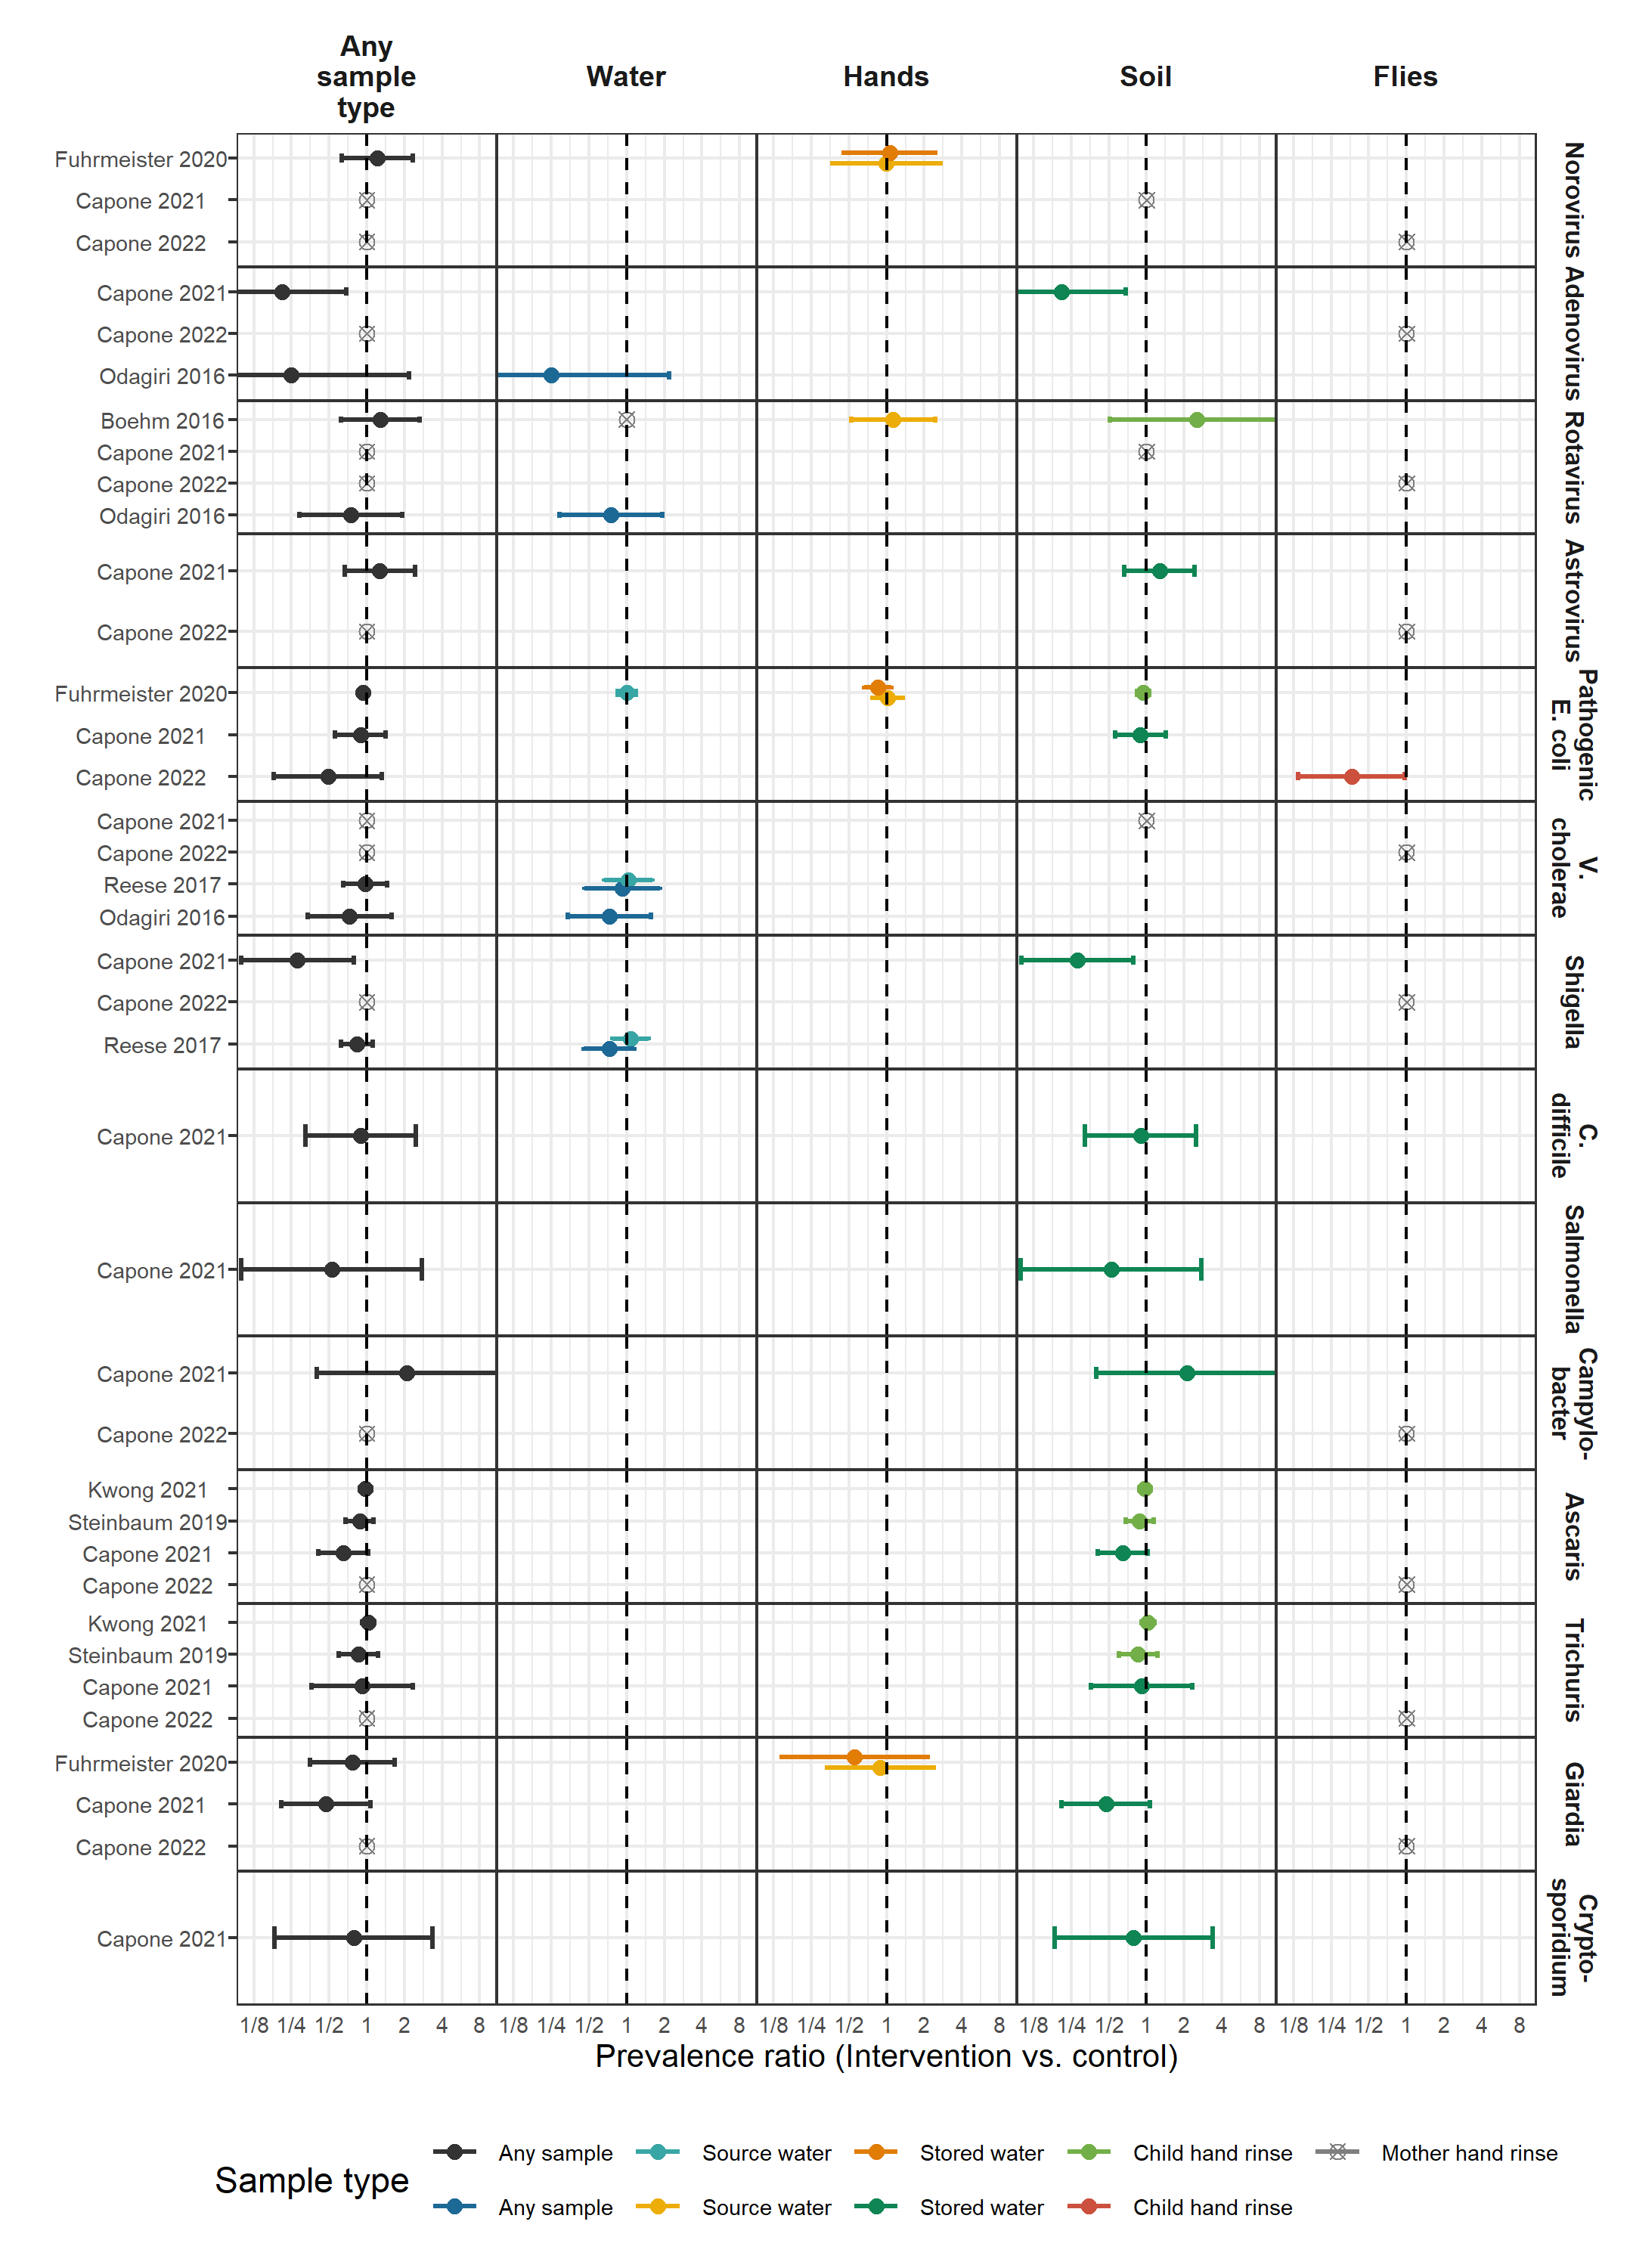 Any
sample
type
Water
Hands
Soil
Flies
Fuhrmeister 2020
Capone 2021
Capone 2022
Norovirus
Capone 2021
Capone 2022
Odagiri 2016
Adenovirus
Boehm 2016
Capone 2021
Capone 2022
Odagiri 2016
Rotavirus
Capone 2021
Capone 2022
Astrovirus
Fuhrmeister 2020
Capone 2021
Capone 2022
Pathogenic
E. coli
Capone 2021
Capone 2022
Reese 2017
Odagiri 2016
V.
cholerae
Capone 2021
Capone 2022
Reese 2017
Shigella
Capone 2021
C.
difficile
Capone 2021
Salmonella
Capone 2021
Capone 2022
Campylo-
bacter
Kwong 2021
Steinbaum 2019
Capone 2021
Capone 2022
Ascaris
Kwong 2021
Steinbaum 2019
Capone 2021
Capone 2022
Trichuris
Fuhrmeister 2020
Capone 2021
Capone 2022
Giardia
Capone 2021
Crypto-
sporidium
1/8 1/4 1/2 1 2 4 8 1/8 1/4 1/2 1 2 4 8 1/8 1/4 1/2 1 2 4 8 1/8 1/4 1/2 1 2 4 8 1/8 1/4 1/2 1 2 4 8
Prevalence ratio (Intervention vs. control)
Sample type
Any sample Source water Stored water Child hand rinse Mother hand rinse
Any sample Source water Stored water Child hand rinse